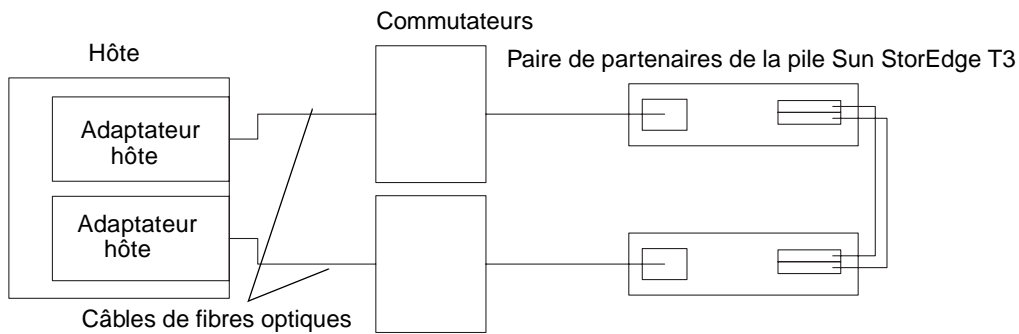 Commutateurs
Hôte
Paire de partenaires de la pile Sun StorEdge T3
Adaptateur
hôte
Adaptateur
hôte
Câbles de fibres optiques